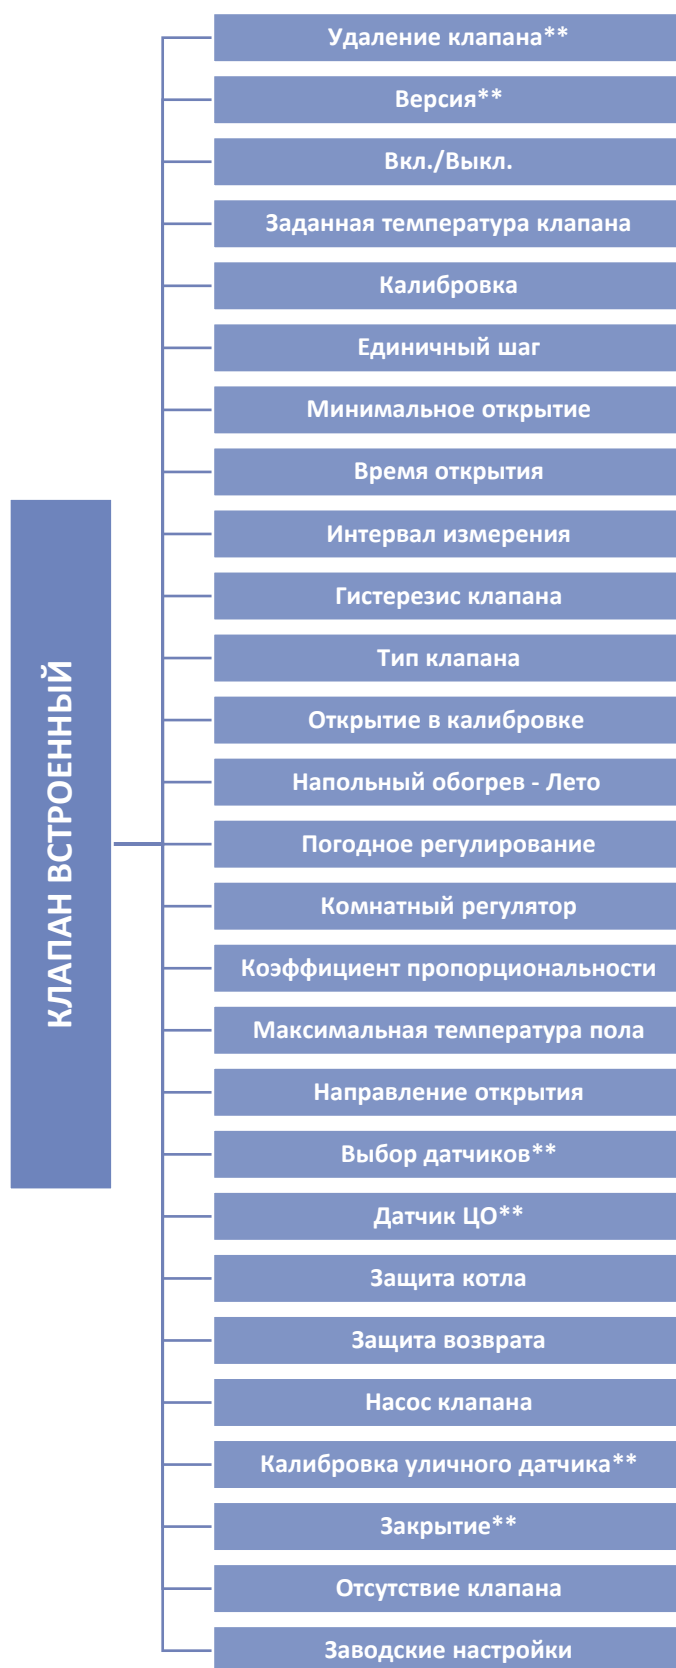 Удаление клапана**
Версия**
Вкл./Выкл.
Заданная температура клапана
Калибровка
Единичный шаг
Минимальное открытие
Время открытия
Интервал измерения
Гистерезис клапана
Тип клапана
Открытие в калибровке
Напольный обогрев - Лето
Погодное регулирование
Комнатный регулятор
Коэффициент пропорциональности
Максимальная температура пола
Направление открытия
Выбор датчиков**
Датчик ЦО**
Защита котла
Защита возврата
Насос клапана
Калибровка уличного датчика**
Закрытие**
Отсутствие клапана
Заводские настройки
КЛАПАН ВСТРОЕННЫЙ